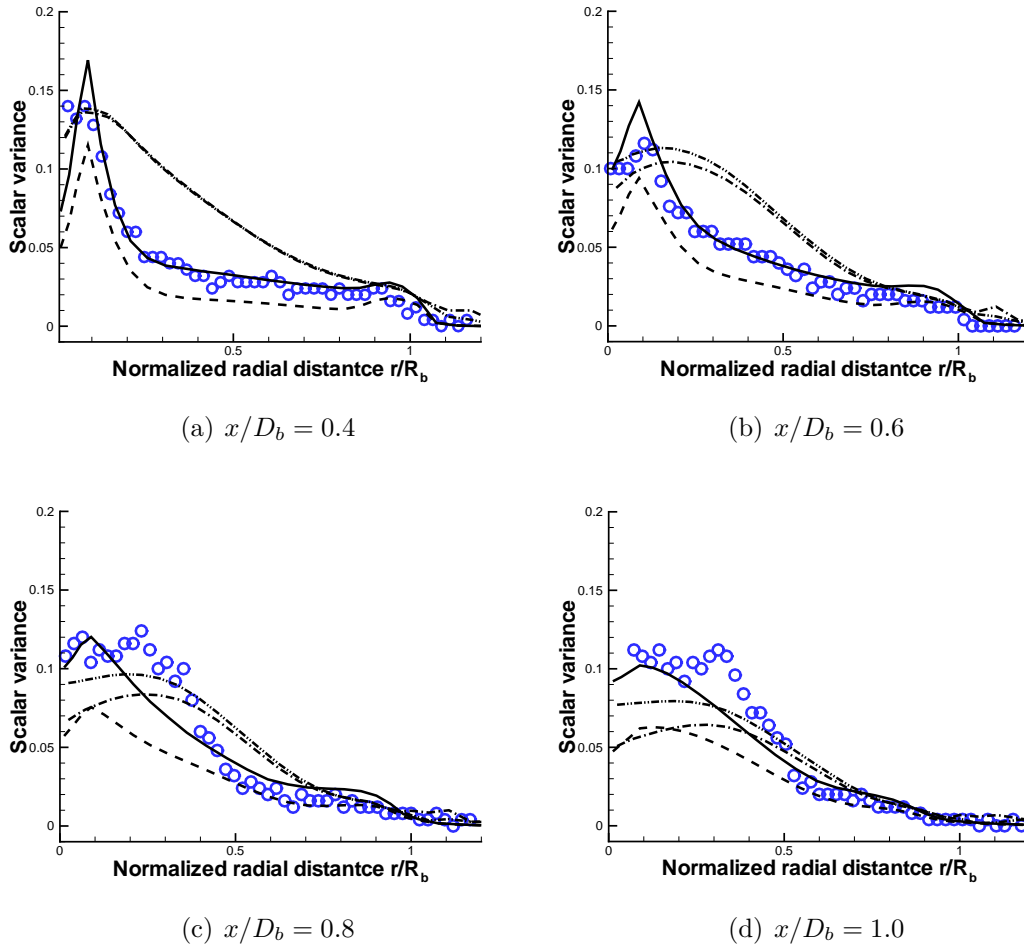 0.2
0.15
0.1
0.05
0
Scalar variance
0.5
1
Normalized radial distantce r/R_b
(a) x/D_b = 0.4
0.2
0.15
0.1
0.05
0
Scalar variance
0
0.5
1
Normalized radial distantce r/R_b
(b) x/D_b = 0.6
0.2
0.15
0.1
0.05
0
Scalar variance
0
0.5
1
Normalized radial distantce r/R_b
(c) x/D_b = 0.8
0.2
0.15
0.1
0.05
0
Scalar variance
0
0.5
1
Normalized radial distantce r/R_b
(d) x/D_b = 1.0